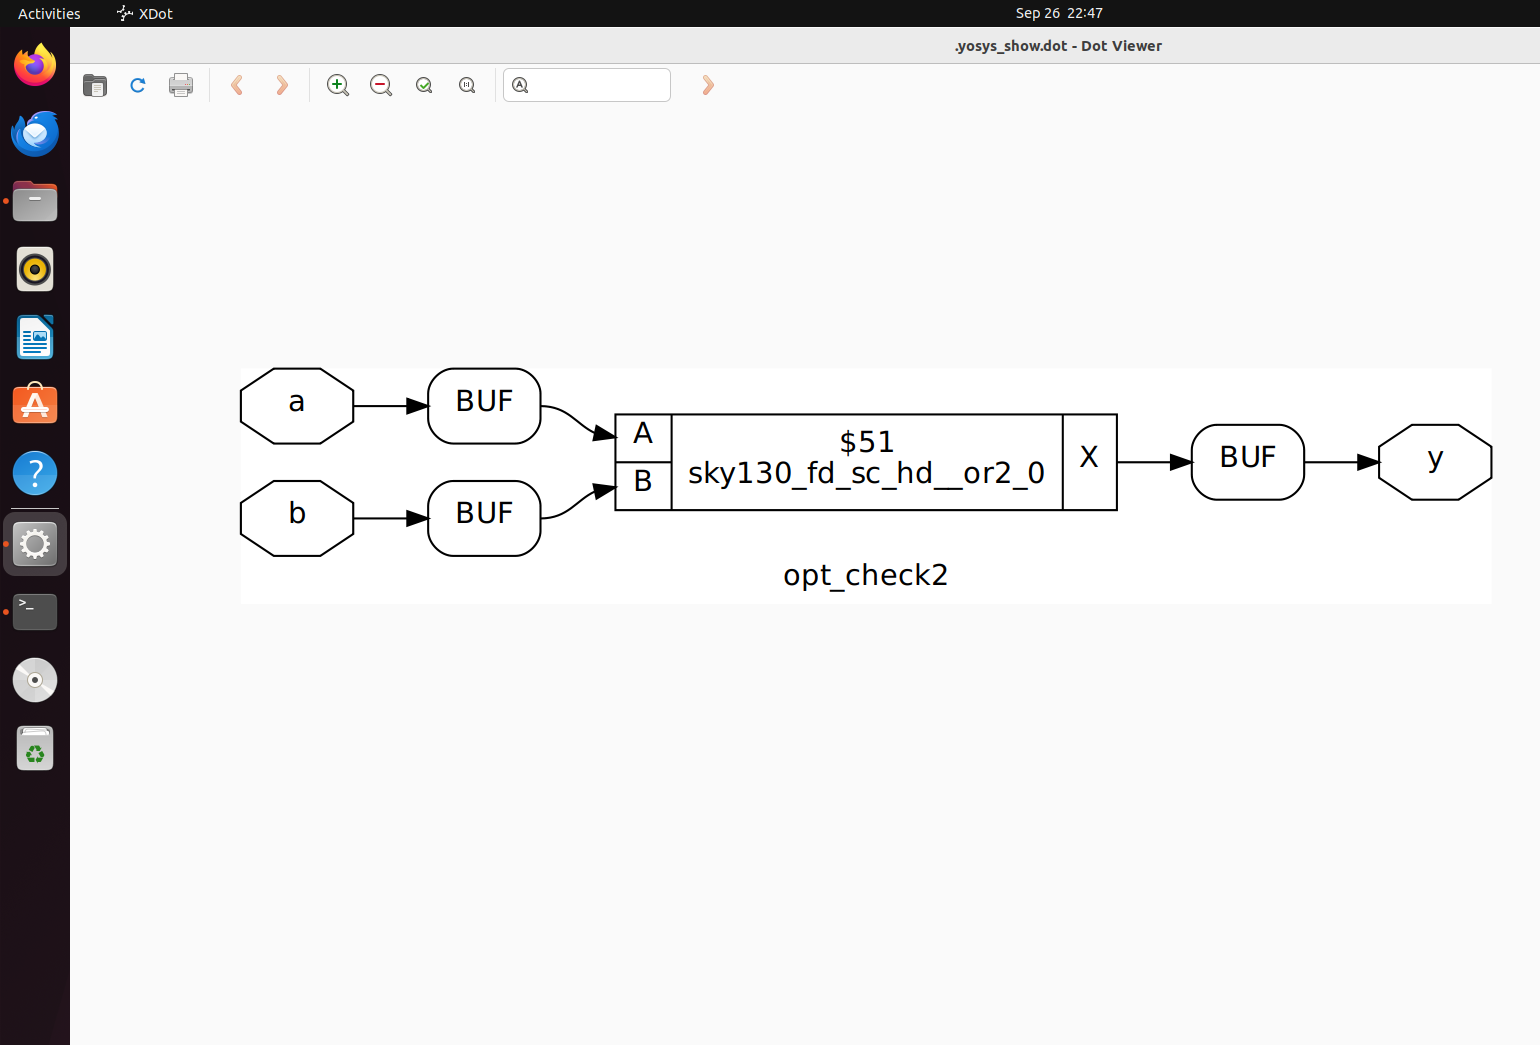 Activities
XDot
Sep 26 22:47
.yosys_show.dot - Dot Viewer
a
BUF
A
$51
sky130_fd_sc_hd__or2_0
X
BUF
y
b
BUF
B
opt_check2